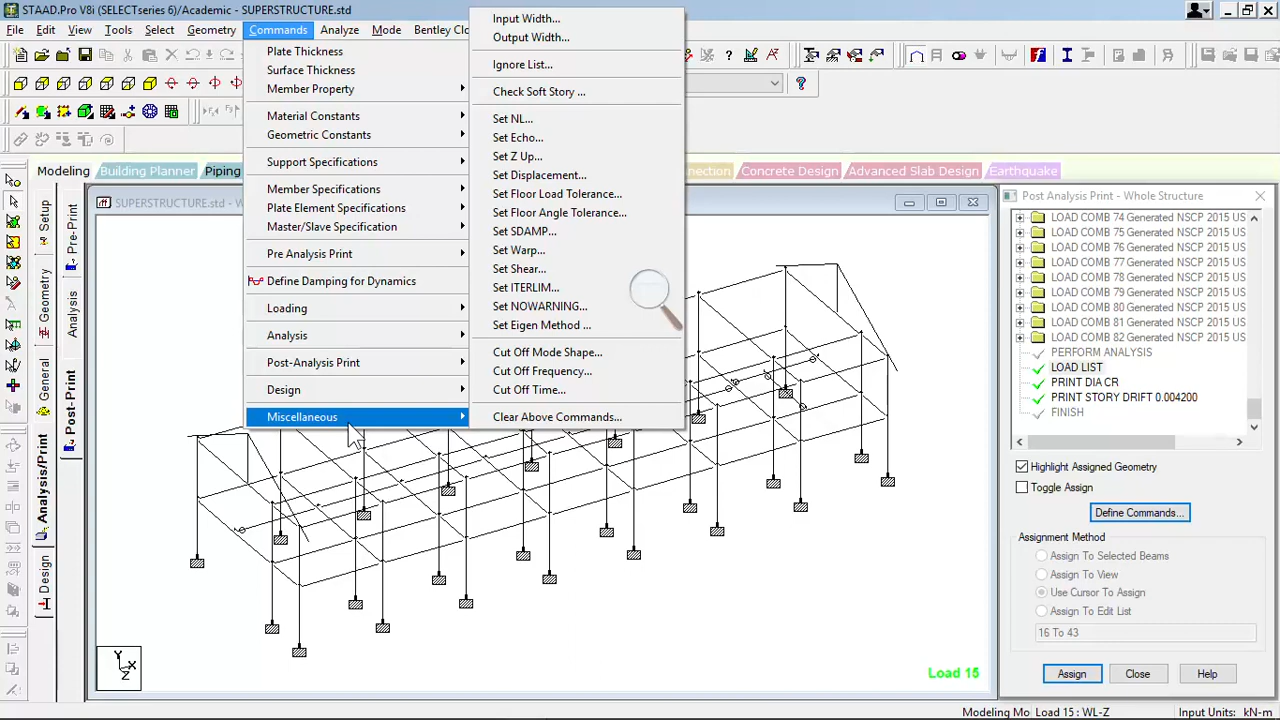 STAAD.Pro V8i (SELECTseries 6)/Academic - SUPERSTRUCTURE.std
File Edit View Tools Select Geometry Commands Analyze Mode Bentley Clo
Modeling Building Planner Piping nnection Concrete Design Advanced Slab Design Earthquake
SUPERSTRUCTURE.std - W
Plate Thickness
Surface Thickness
Member Property
Material Constants
Geometric Constants
Support Specifications
Member Specifications
Plate Element Specifications
Master/Slave Specification
Pre Analysis Print
Define Damping for Dynamics
Loading
Analysis
Post-Analysis Print
Design
Miscellaneous
Input Width...
Output Width...
Ignore List...
Check Soft Story ...
Set NL...
Set Echo...
Set Z Up...
Set Displacement...
Set Floor Load Tolerance...
Set Floor Angle Tolerance...
Set SDAMP...
Set Warp...
Set Shear...
Set ITERLIM...
Set NOWARNING...
Set Eigen Method ...
Cut Off Mode Shape...
Cut Off Frequency...
Cut Off Time...
Clear Above Commands...
Setup
Geometry
General
Analysis/Print
Design
Pre-Print
Analysis
Post-Print
Y
X
Z
Load 15
Post Analysis Print - Whole Structure
LOAD COMB 74 Generated NSCP 2015 US
LOAD COMB 75 Generated NSCP 2015 US
LOAD COMB 76 Generated NSCP 2015 US
LOAD COMB 77 Generated NSCP 2015 US
LOAD COMB 78 Generated NSCP 2015 US
LOAD COMB 79 Generated NSCP 2015 US
LOAD COMB 80 Generated NSCP 2015 US
LOAD COMB 81 Generated NSCP 2015 US
LOAD COMB 82 Generated NSCP 2015 US
PERFORM ANALYSIS
LOAD LIST
PRINT DIA CR
PRINT STORY DRIFT 0.004200
FINISH
Highlight Assigned Geometry
Toggle Assign
Define Commands...
Assignment Method
Assign To Selected Beams
Assign To View
Use Cursor To Assign
Assign To Edit List
16 To 43
Assign Close Help
Modeling Mo Load 15 : WL-Z Input Units: kN-m